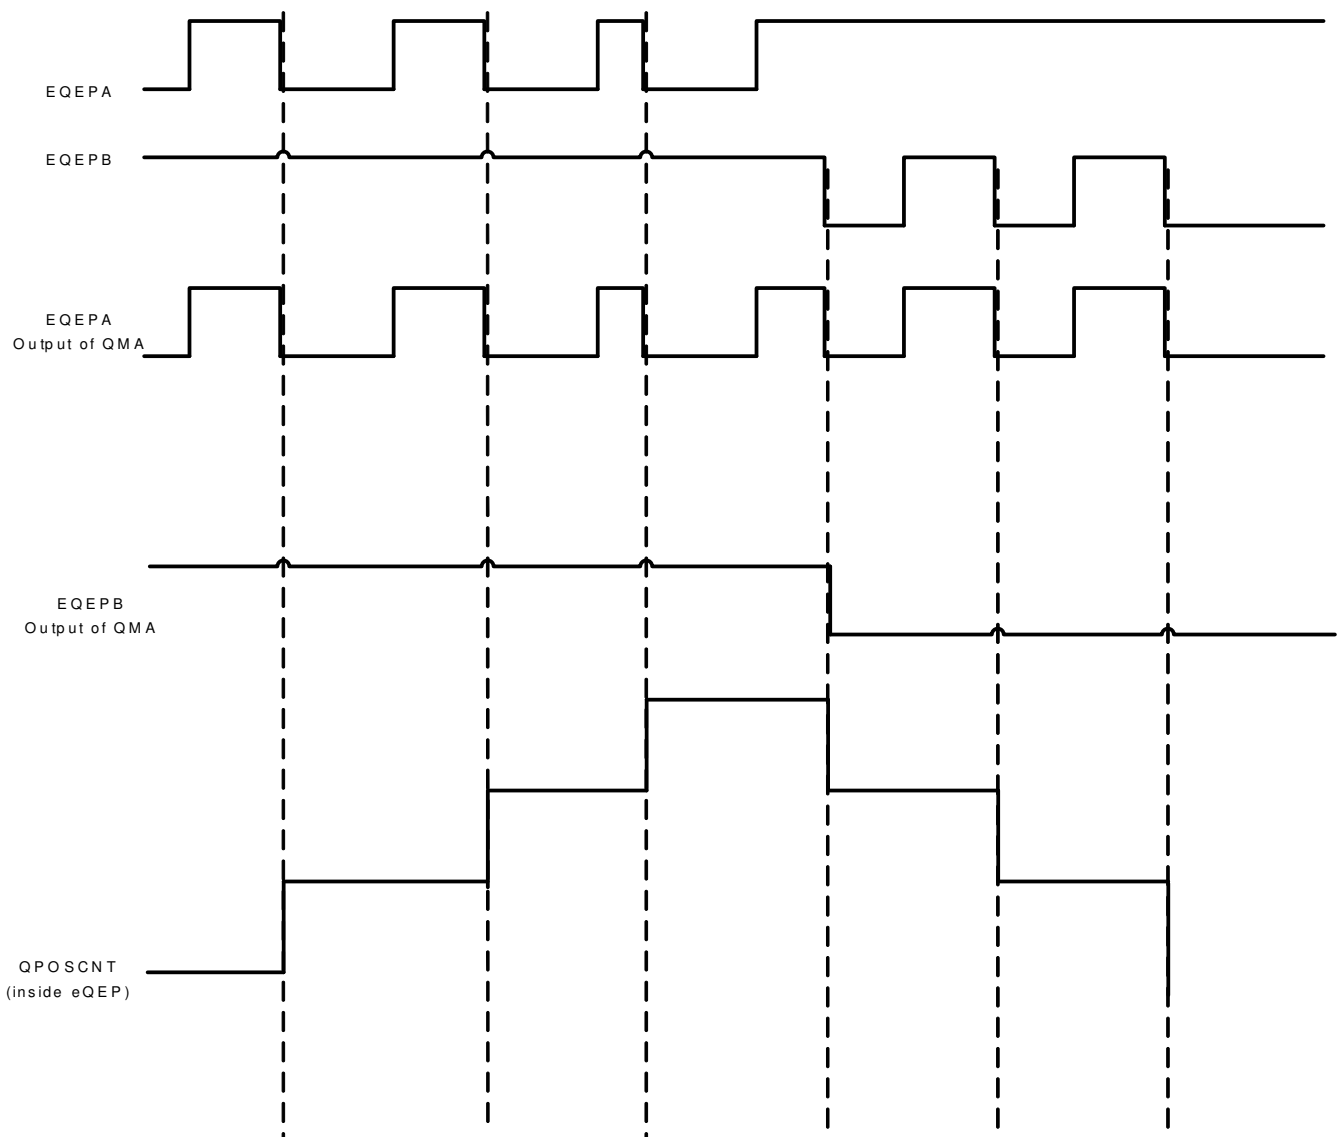 EQEPA
EQEPB
EQEPA
Output of QMA
EQEPB
Output of QMA
QPOSCNT
(inside eQEP)